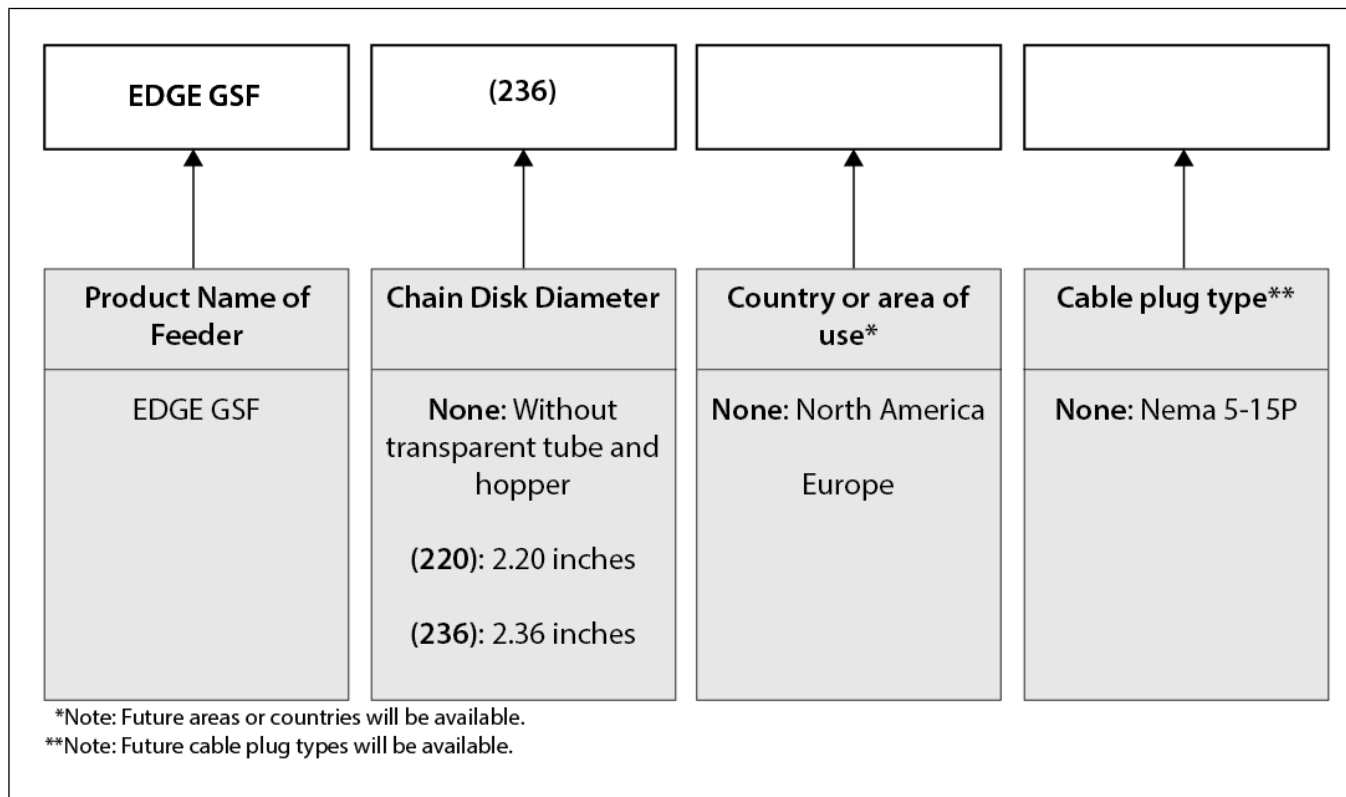 EDGE GSF
(236)
Product Name of
Feeder
EDGE GSF
Chain Disk Diameter
None: Without
transparent tube and
hopper
(220): 2.20 inches
(236): 2.36 inches
Country or area of
use*
None: North America
Europe
Cable plug type**
None: Nema 5-15P
*Note: Future areas or countries will be available.
**Note: Future cable plug types will be available.